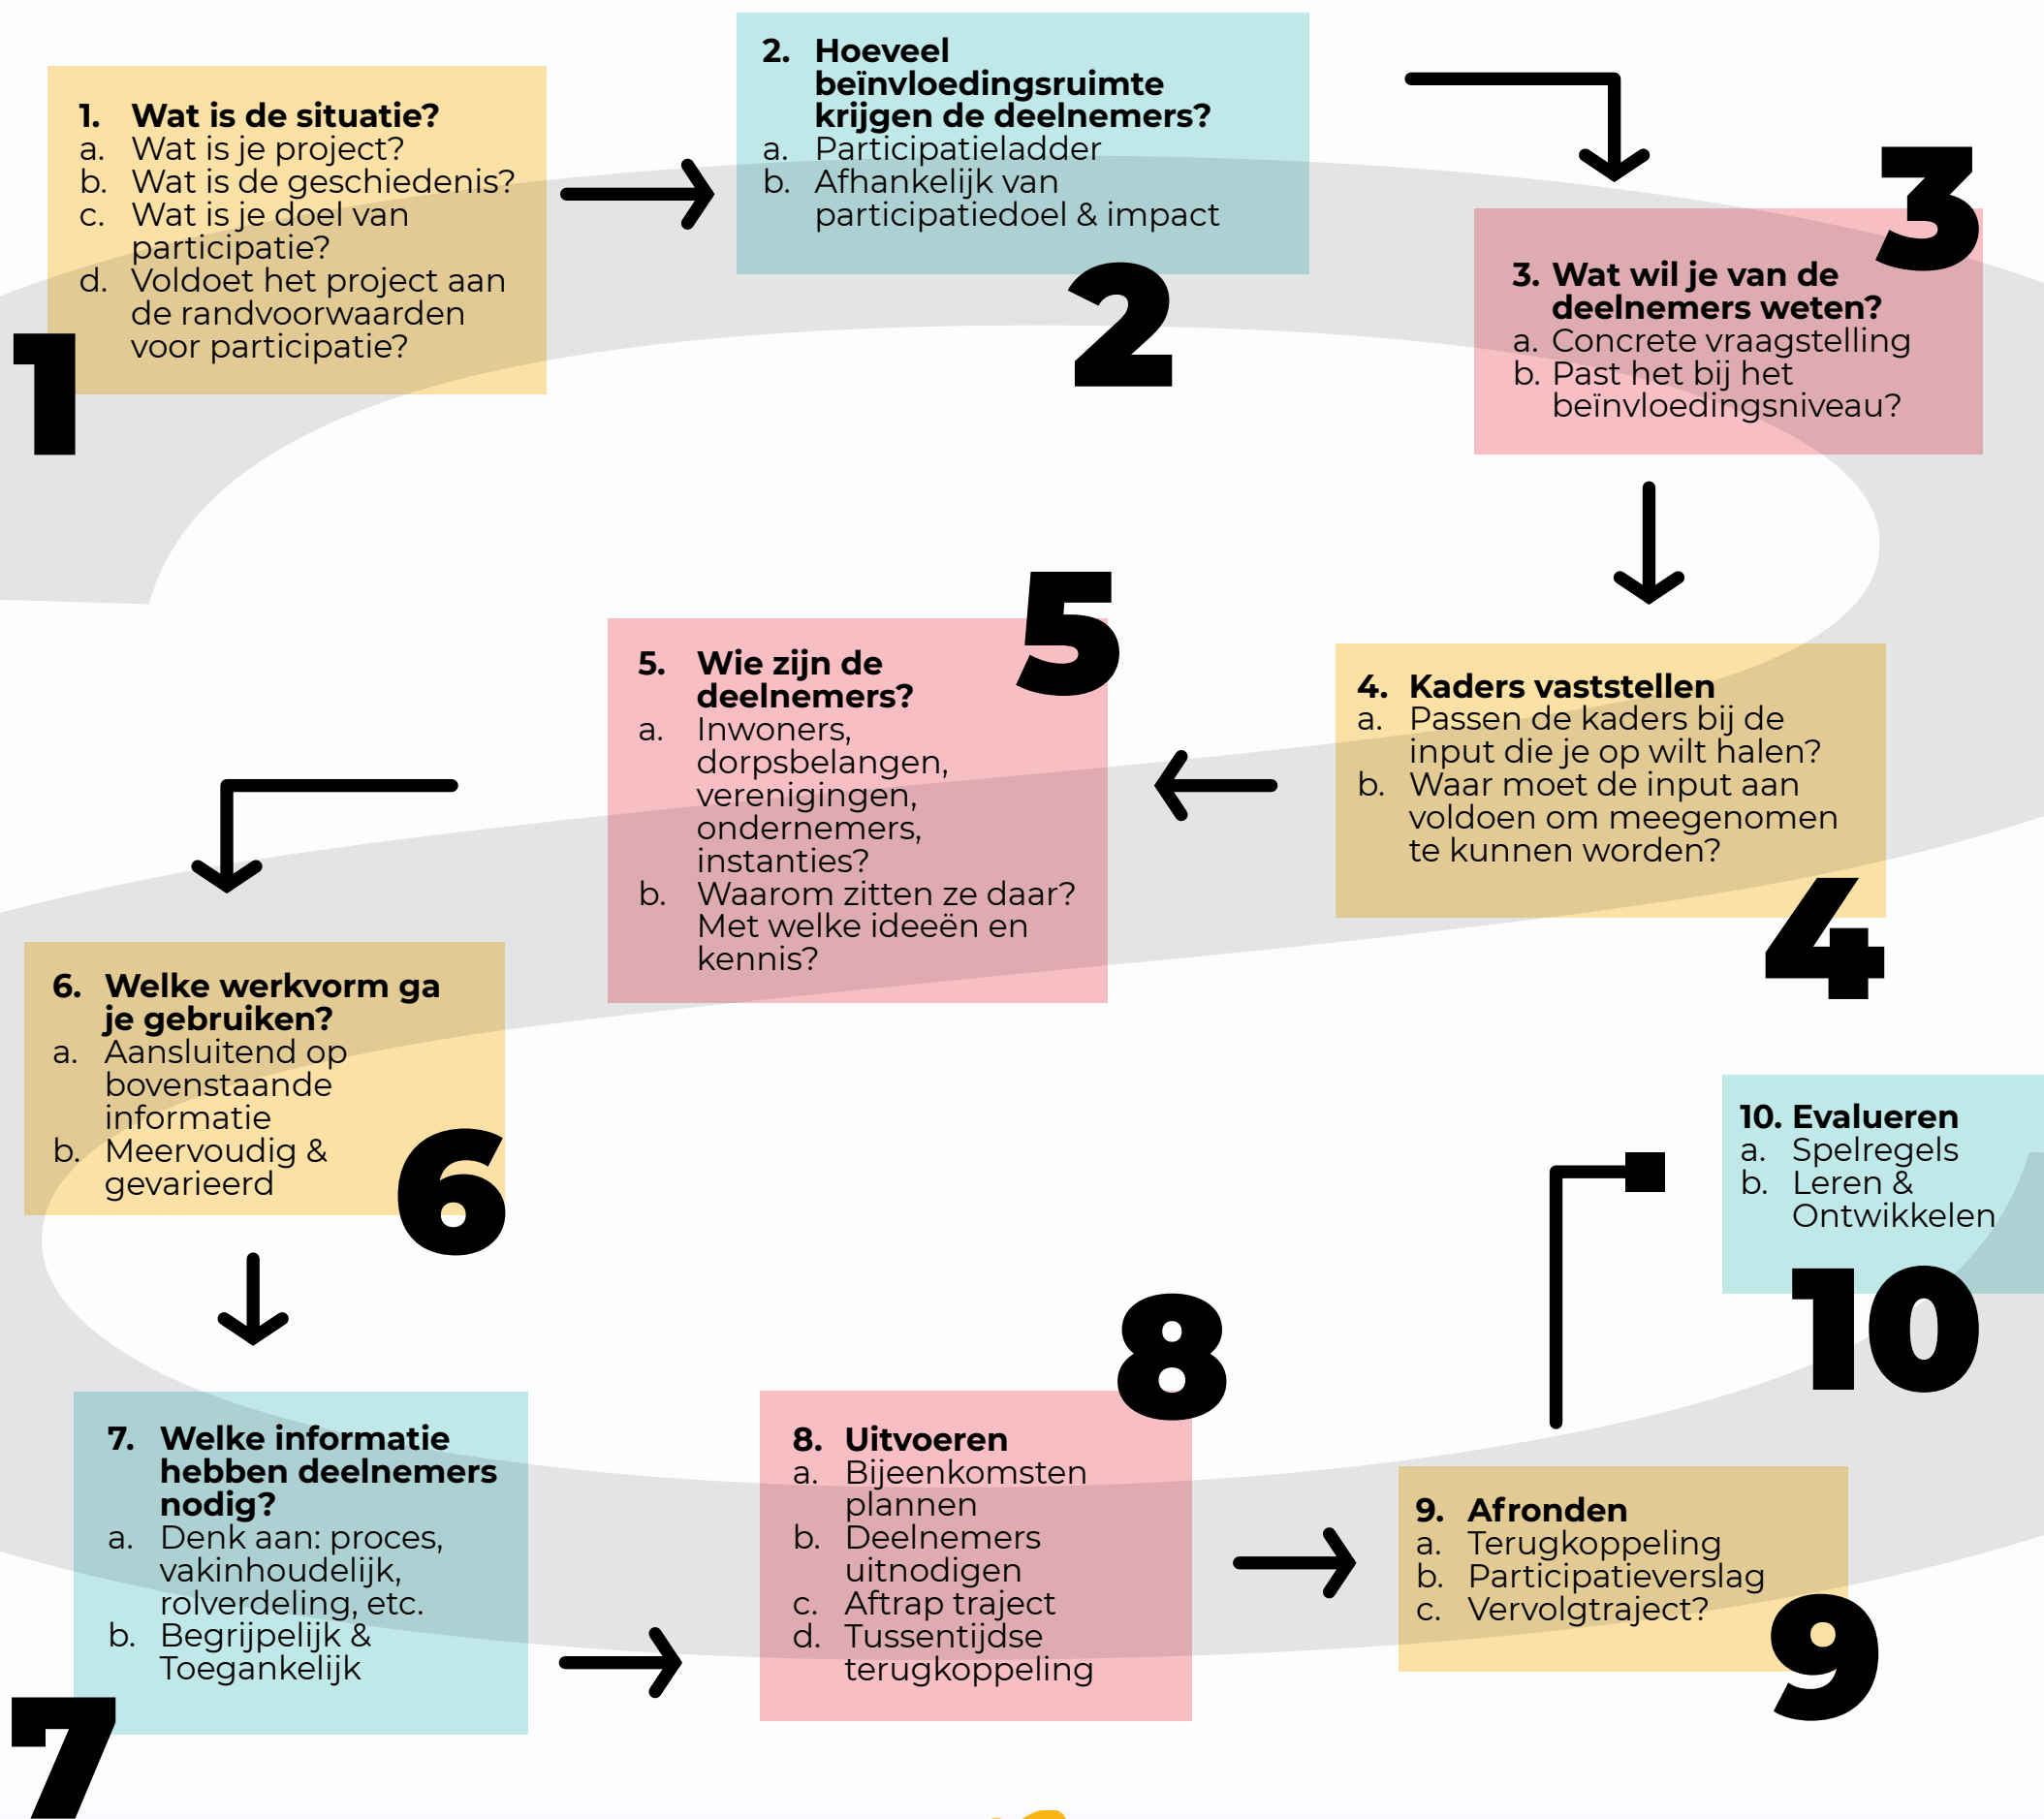 1. Wat is de situatie?
a. Wat is je project?
b. Wat is de geschiedenis?
c. Wat is je doel van
participatie?
d. Voldoet het project aan
de randvoorwaarden
voor participatie?
1
2. Hoeveel
beïnvloedingsruimte
krijgen de deelnemers?
a. Participatieladder
b. Afhankelijk van
participatiedoel & impact
2
3
3. Wat wil je van de
deelnemers weten?
a. Concrete vraagstelling
b. Past het bij het
beïnvloedingsniveau?
4. Kaders vaststellen
a. Passen de kaders bij de
input die je op wilt halen?
b. Waar moet de input aan
voldoen om meegenomen
te kunnen worden?
4
5
5. Wie zijn de
deelnemers?
a. Inwoners,
dorpsbelangen,
verenigingen,
ondernemers,
instanties?
b. Waarom zitten ze daar?
Met welke ideeën en
kennis?
6. Welke werkvorm ga
je gebruiken?
a. Aansluitend op
bovenstaande
informatie
b. Meervoudig &
gevarieerd
6
7. Welke informatie
hebben deelnemers
nodig?
a. Denk aan: proces,
vakinhoudelijk,
rolverdeling, etc.
b. Begrijpelijk &
Toegankelijk
7
8
8. Uitvoeren
a. Bijeenkomsten
plannen
b. Deelnemers
uitnodigen
c. Aftrap traject
d. Tussentijdse
terugkoppeling
9. Afronden
a. Terugkoppeling
b. Participatieverslag
c. Vervolgtraject?
9
10. Evalueren
a. Spelregels
b. Leren &
Ontwikkelen
10